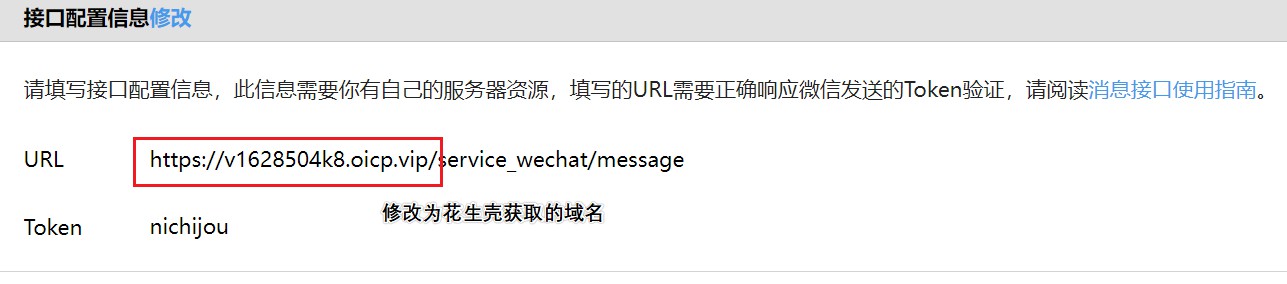 接口配置信息修改
请填写接口配置信息，此信息需要你有自己的服务器资源，填写的URL需要正确响应微信发送的Token验证，请阅读消息接口使用指南。
URL https://v1628504k8.oicp.vip/service_wechat/message
修改为花生壳获取的域名
Token nichijou